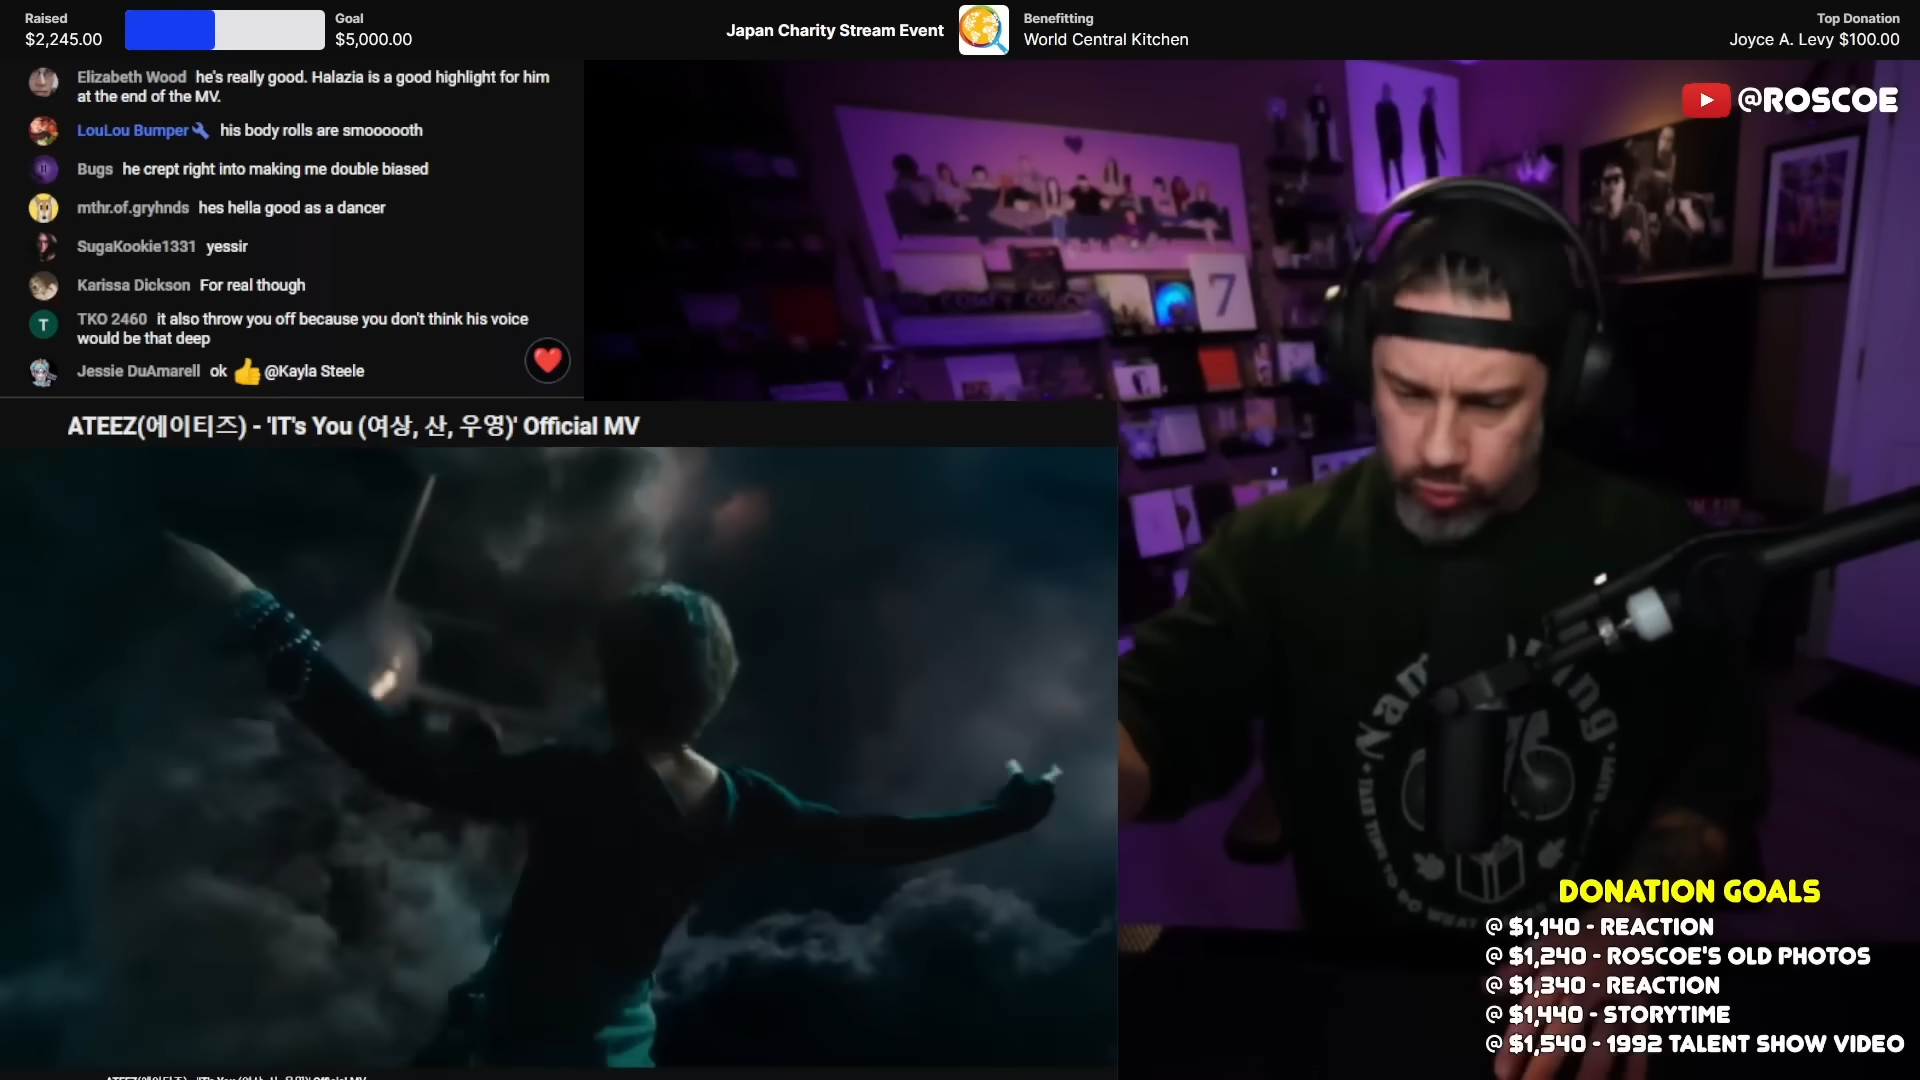 Raised
$2,245.00
Goal
$5,000.00
Japan Charity Stream Event
Benefitting
World Central Kitchen
Top Donation
Joyce A. Levy $100.00
@ROSCOE
Elizabeth Wood he's really good. Halazia is a good highlight for him
at the end of the MV.
LouLou Bumper his body rolls are smoooooth
Bugs he crept right into making me double biased
mthr.of.gryhnds hes hella good as a dancer
SugaKookie1331 yessir
Karissa Dickson For real though
T
TKO 2460 it also throw you off because you don't think his voice
would be that deep
Jessie DuAmarell ok 👍 @Kayla Steele
7
ATEEZ(에이티즈) - 'IT's You (여상, 산, 우영)' Official MV
DONATION GOALS
@ $1,140 - REACTION
@ $1,240 - ROSCOE'S OLD PHOTOS
@ $1,340 - REACTION
@ $1,440 - STORYTIME
@ $1,540 - 1992 TALENT SHOW VIDEO